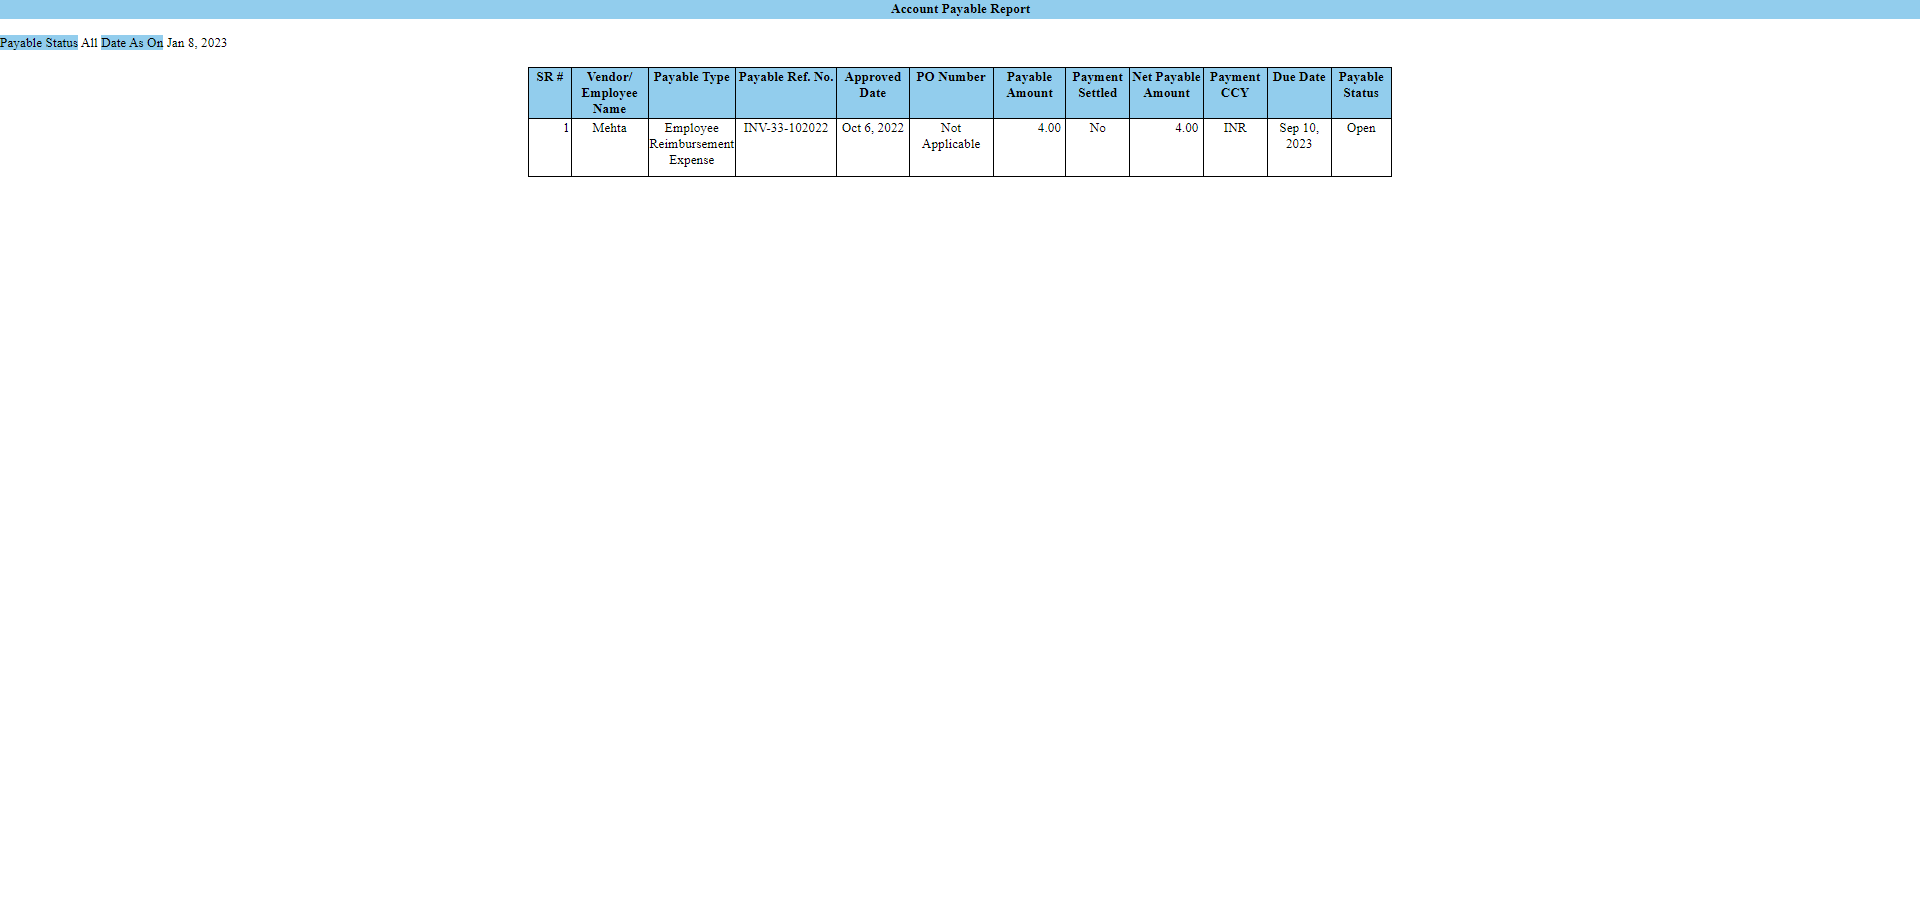 Account Payable Report
Payable Status All Date As On Jan 8, 2023
SR # Vendor/ Employee Name Payable Type Payable Ref. No. Approved Date PO Number Payable Amount Payment Settled Net Payable Amount Payment CCY Due Date Payable Status
1 Mehta Employee Reimbursement Expense INV-33-102022 Oct 6, 2022 Not Applicable 4.00 No 4.00 INR Sep 10, 2023 Open